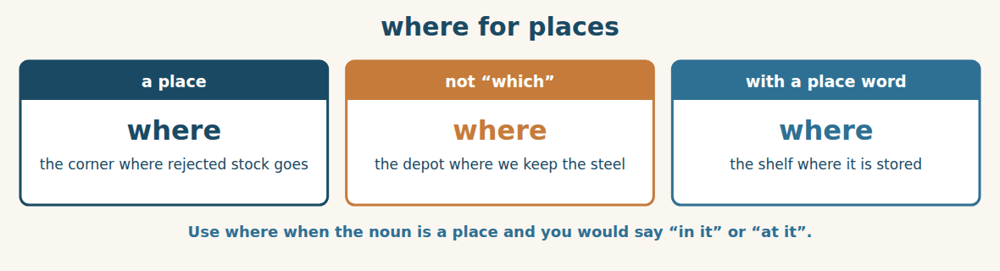 where for places
a place
where
the corner where rejected stock goes
not “which”
where
the depot where we keep the steel
with a place word
where
the shelf where it is stored
Use where when the noun is a place and you would say “in it” or “at it”.